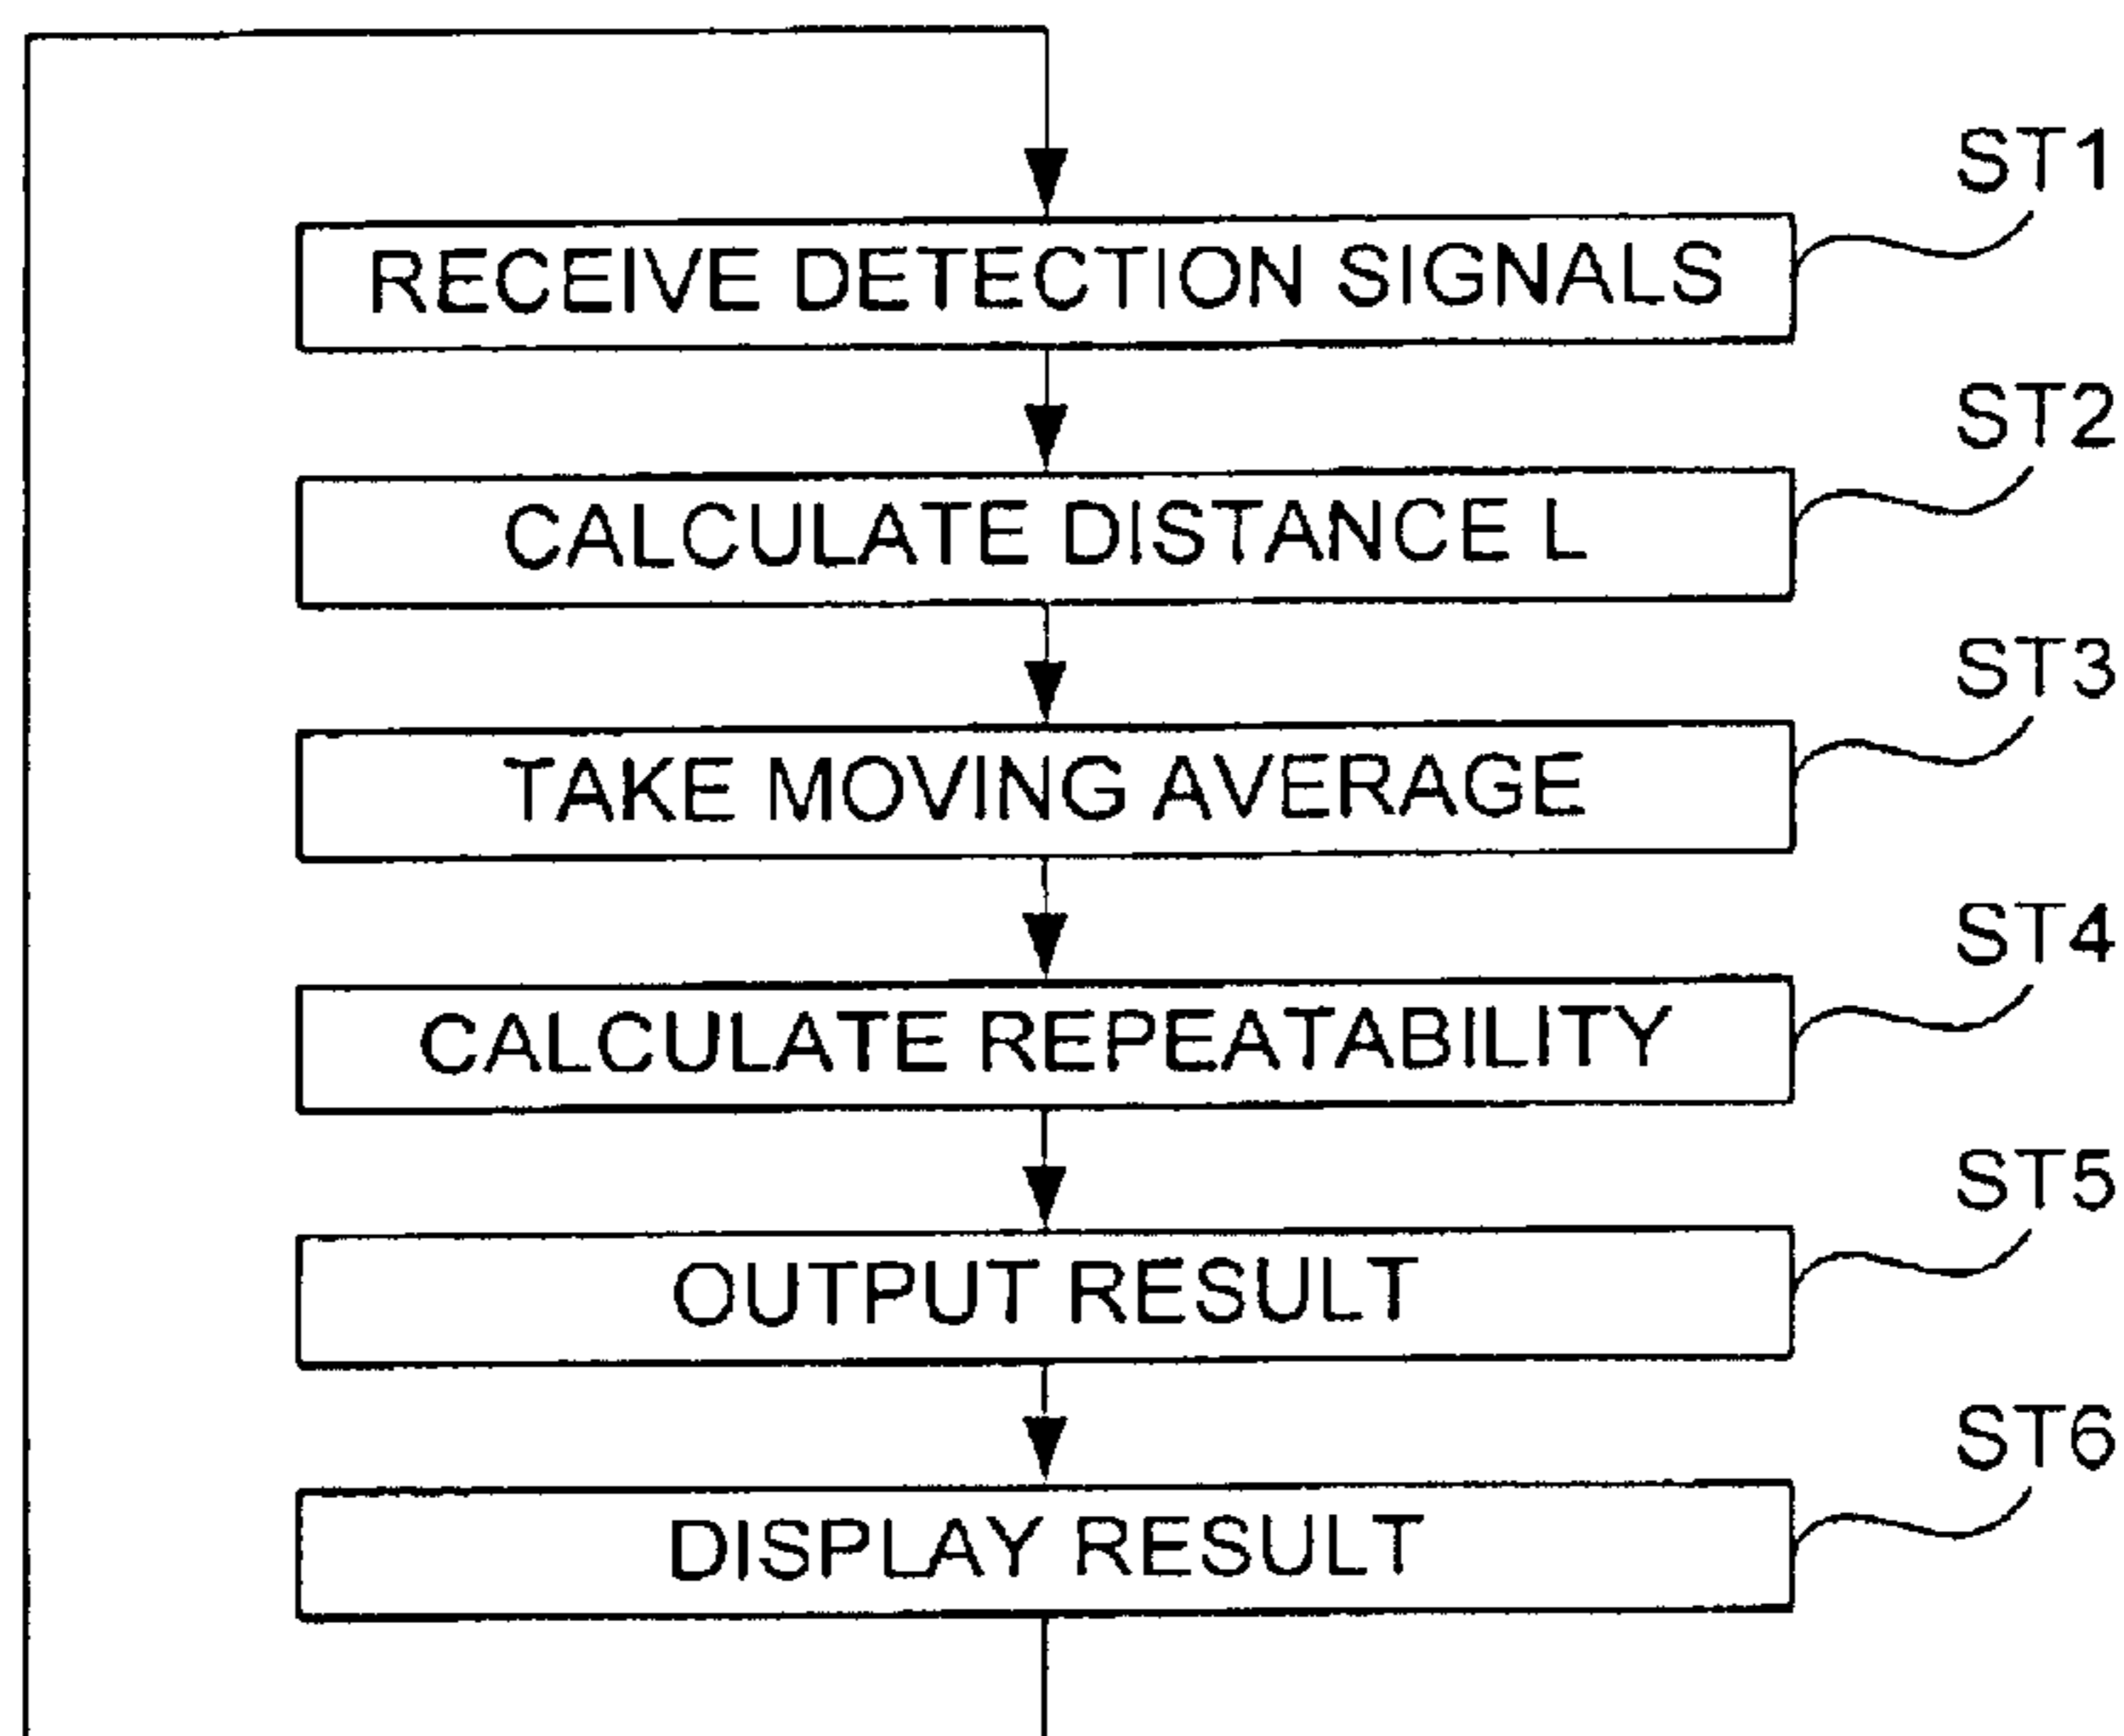 ST1
RECEIVE DETECTION SIGNALS
ST2
CALCULATE DISTANCE L
ST3
TAKE MOVING AVERAGE
ST4
CALCULATE REPEATABILITY
ST5
OUTPUT RESULT
ST6
DISPLAY RESULT